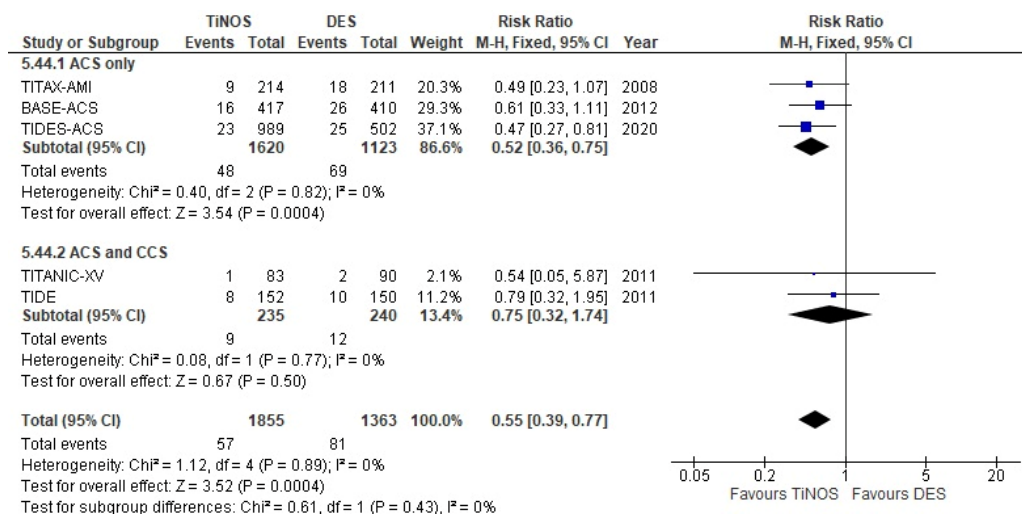 TiNOS DES Risk Ratio Risk Ratio
Study or Subgroup Events Total Events Total Weight M-H, Fixed, 95% CI Year M-H, Fixed, 95% CI
5.44.1 ACS only
TITAX-AMI 9 214 18 211 20.3% 0.49 [0.23, 1.07] 2008
BASE-ACS 16 417 26 410 29.3% 0.61 [0.33, 1.11] 2012
TIDES-ACS 23 989 25 502 37.1% 0.47 [0.27, 0.81] 2020
Subtotal (95% CI) 1620 1123 86.6% 0.52 [0.36, 0.75]
Total events 48 69
Heterogeneity: Chi² = 0.40, df = 2 (P = 0.82); I² = 0%
Test for overall effect: Z = 3.54 (P = 0.0004)
5.44.2 ACS and CCS
TITANIC-XV 1 83 2 90 2.1% 0.54 [0.05, 5.87] 2011
TIDE 8 152 10 150 11.2% 0.79 [0.32, 1.95] 2011
Subtotal (95% CI) 235 240 13.4% 0.75 [0.32, 1.74]
Total events 9 12
Heterogeneity: Chi² = 0.08, df = 1 (P = 0.77); I² = 0%
Test for overall effect: Z = 0.67 (P = 0.50)
Total (95% CI) 1855 1363 100.0% 0.55 [0.39, 0.77]
Total events 57 81
Heterogeneity: Chi² = 1.12, df = 4 (P = 0.89); I² = 0%
Test for overall effect: Z = 3.52 (P = 0.0004)
Test for subgroup differences: Chi² = 0.61, df = 1 (P = 0.43), I² = 0%
0.05 0.2 1 5 20
Favours TiNOS Favours DES